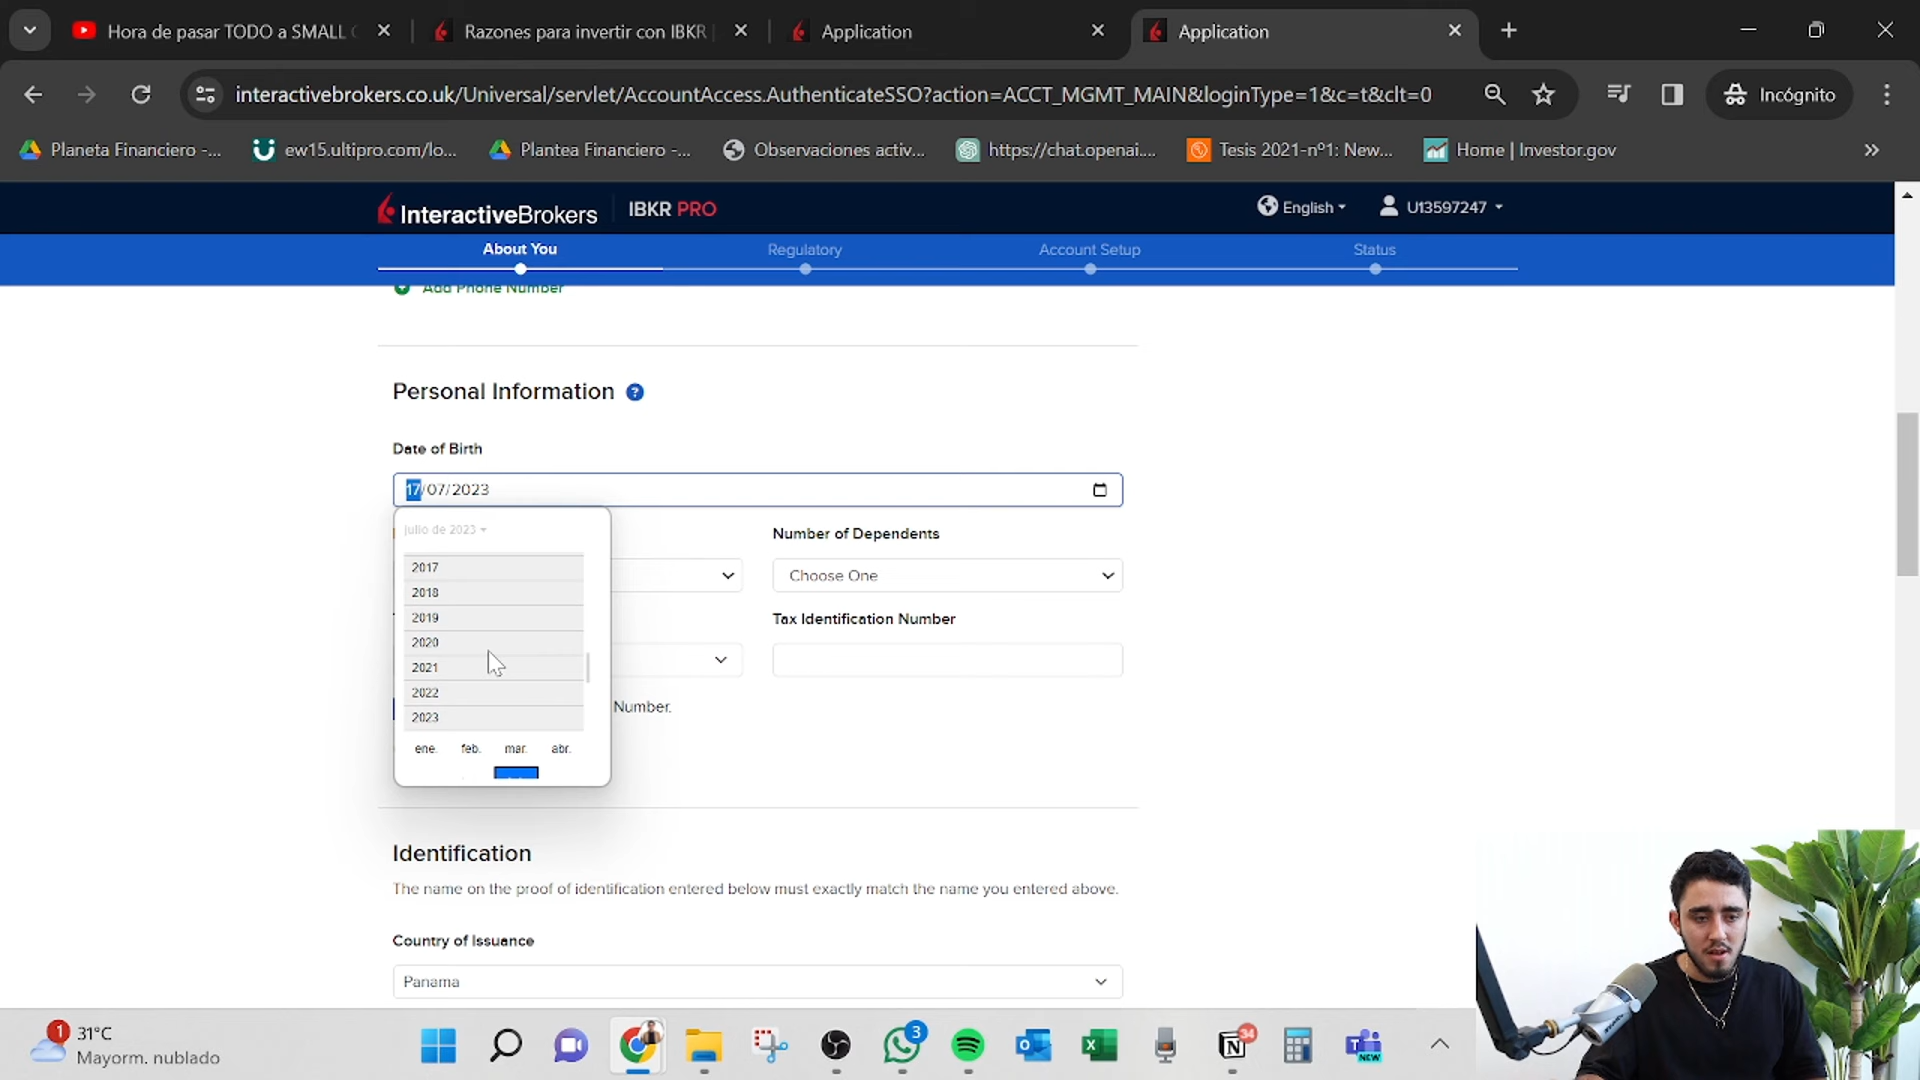 Hora de pasar TODO a SMALL
Razones para invertir con IBKR
Application
Application
interactivebrokers.co.uk/Universal/servlet/AccountAccess.AuthenticateSSO?action=ACCT_MGMT_MAIN&loginType=1&c=t&clt=0
Incógnito
Planeta Financiero -...
ew15.ultipro.com/lo...
Plantea Financiero -...
Observaciones activ...
https://chat.openai....
Tesis 2021-nº1: New...
Home | Investor.gov
InteractiveBrokers
IBKR PRO
English
U13597247
About You
Regulatory
Account Setup
Status
Add Phone Number
Personal Information
?
Date of Birth
17/07/2023
julio de 2023
2017
2018
2019
2020
2021
2022
2023
ene. feb. mar. abr.
Number of Dependents
Choose One
Tax Identification Number
Number.
Identification
The name on the proof of identification entered below must exactly match the name you entered above.
Country of Issuance
Panama
1
31°C
Mayorm. nublado
3
34
NEW